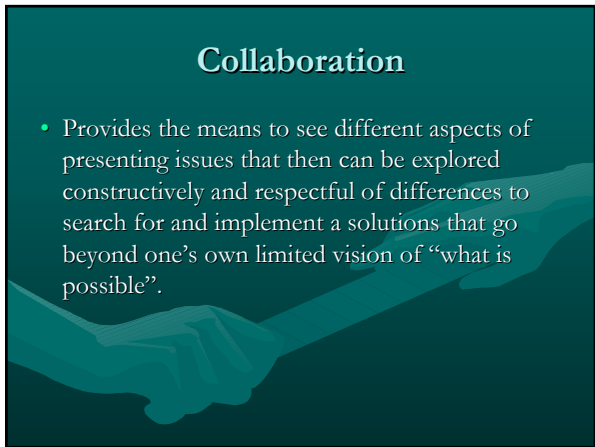 Collaboration
• Provides the means to see different aspects of
presenting issues that then can be explored
constructively and respectful of differences to
search for and implement a solutions that go
beyond one’s own limited vision of “what is
possible”.